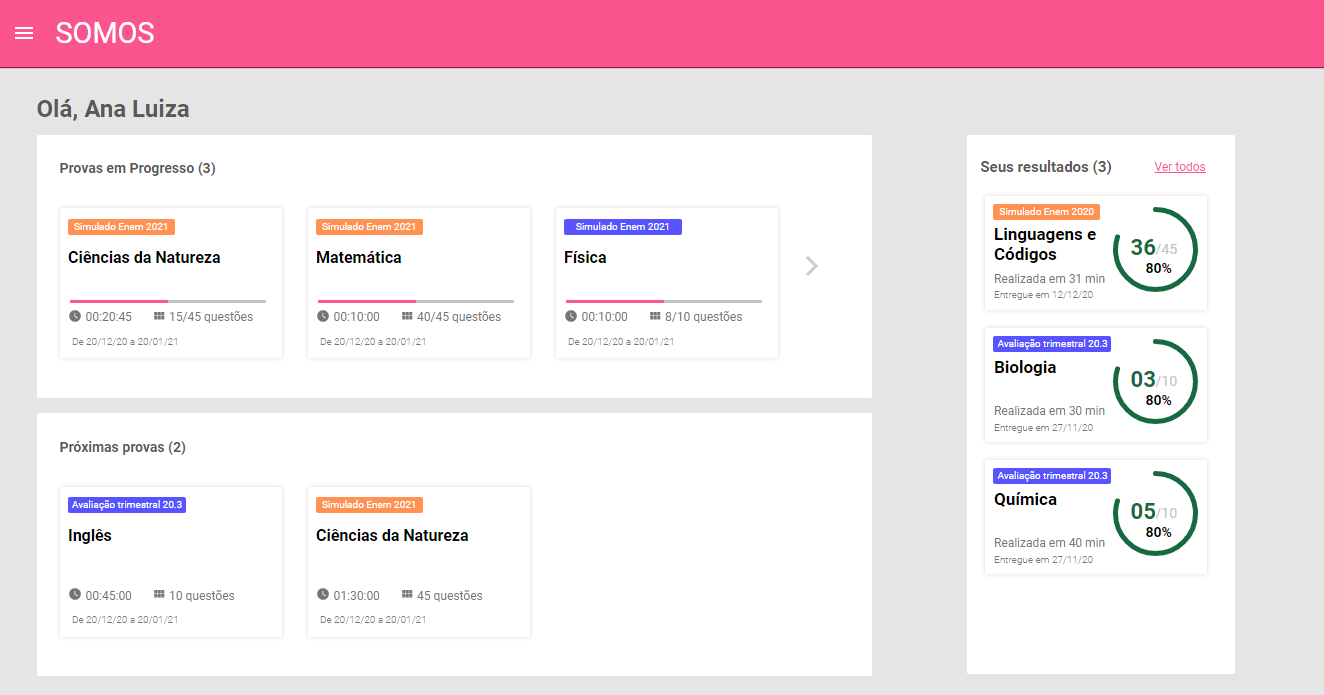 SOMOS
Olá, Ana Luiza
Provas em Progresso (3)
Simulado Enem 2021
Ciências da Natureza
00:20:45 15/45 questões
De 20/12/20 a 20/01/21
Simulado Enem 2021
Matemática
00:10:00 40/45 questões
De 20/12/20 a 20/01/21
Simulado Enem 2021
Física
00:10:00 8/10 questões
De 20/12/20 a 20/01/21
Próximas provas (2)
Avaliação trimestral 20.3
Inglês
00:45:00 10 questões
De 20/12/20 a 20/01/21
Simulado Enem 2021
Ciências da Natureza
01:30:00 45 questões
De 20/12/20 a 20/01/21
Seus resultados (3) Ver todos
Simulado Enem 2020
Linguagens e
Códigos
Realizada em 31 min
Entregue em 12/12/20
36/45
80%
Avaliação trimestral 20.3
Biologia
Realizada em 30 min
Entregue em 27/11/20
03/10
80%
Avaliação trimestral 20.3
Química
Realizada em 40 min
Entregue em 27/11/20
05/10
80%